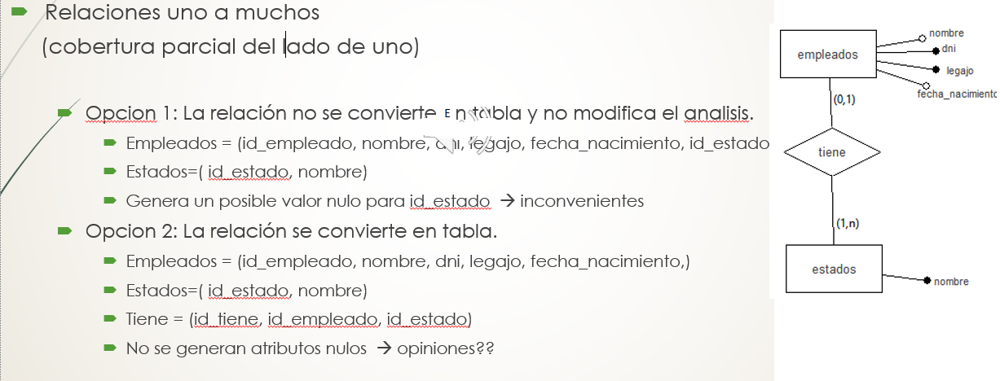 Relaciones uno a muchos
(cobertura parcial del lado de uno)
Opcion 1: La relación no se convierte E n tabla y no modifica el analisis.
Empleados = (id_empleado, nombre, dni, legajo, fecha_nacimiento, id_estado
Estados=( id_estado, nombre)
Genera un posible valor nulo para id_estado → inconvenientes
Opcion 2: La relación se convierte en tabla.
Empleados = (id_empleado, nombre, dni, legajo, fecha_nacimiento,)
Estados=( id_estado, nombre)
Tiene = (id_tiene, id_empleado, id_estado)
No se generan atributos nulos → opiniones??
empleados
nombre
dni
legajo
fecha_nacimiento
(0,1)
tiene
(1,n)
estados
nombre